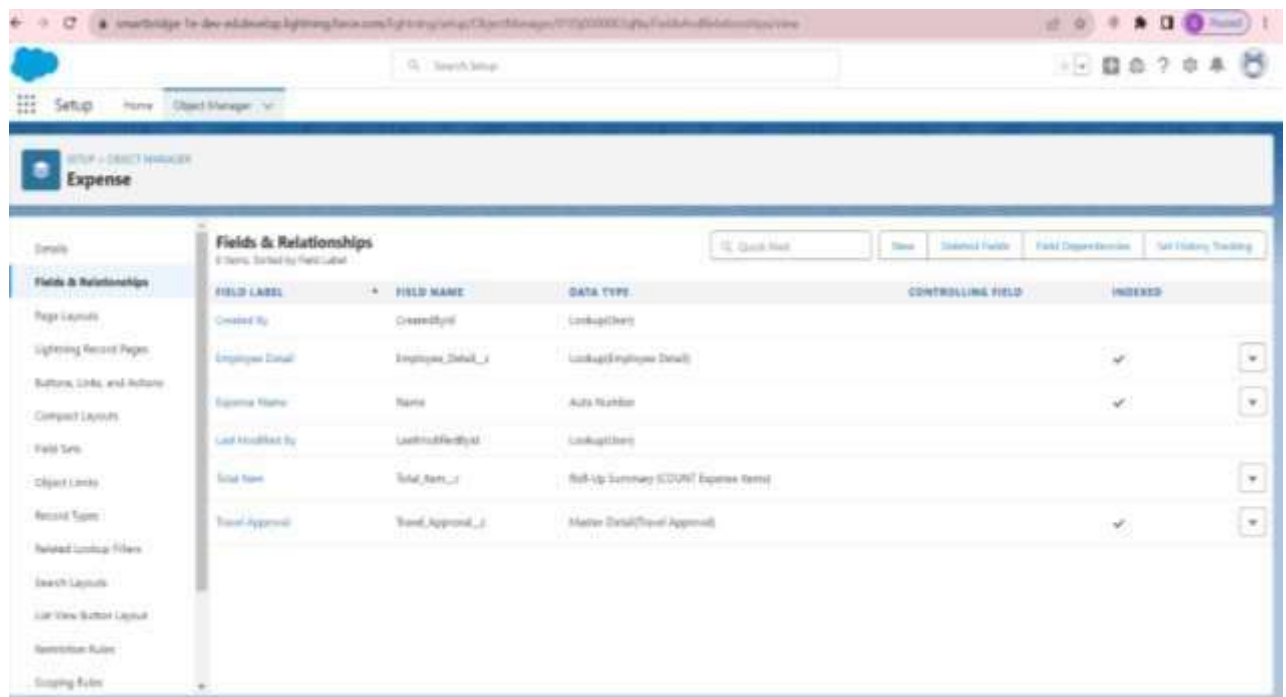 Paused
Search Setup
Setup Home Object Manager
SETUP > OBJECT MANAGER
Expense
Details
Fields & Relationships
Page Layouts
Lightning Record Pages
Buttons, Links, and Actions
Compact Layouts
Field Sets
Object Limits
Record Types
Related Lookup Filters
Search Layouts
List View Button Layout
Restriction Rules
Scoping Rules
Fields & Relationships
6 Items, Sorted by Field Label
Quick Find
New Deleted Fields Field Dependencies Set History Tracking
FIELD LABEL FIELD NAME DATA TYPE CONTROLLING FIELD INDEXED
Created By CreatedById Lookup(User)
Employee Detail Employee_Detail__c Lookup(Employee Detail)
Expense Name Name Auto Number
Last Modified By LastModifiedById Lookup(User)
Total Item Total_Item__c Roll-Up Summary (COUNT Expense Items)
Travel Approval Travel_Approval__c Master-Detail(Travel Approval)